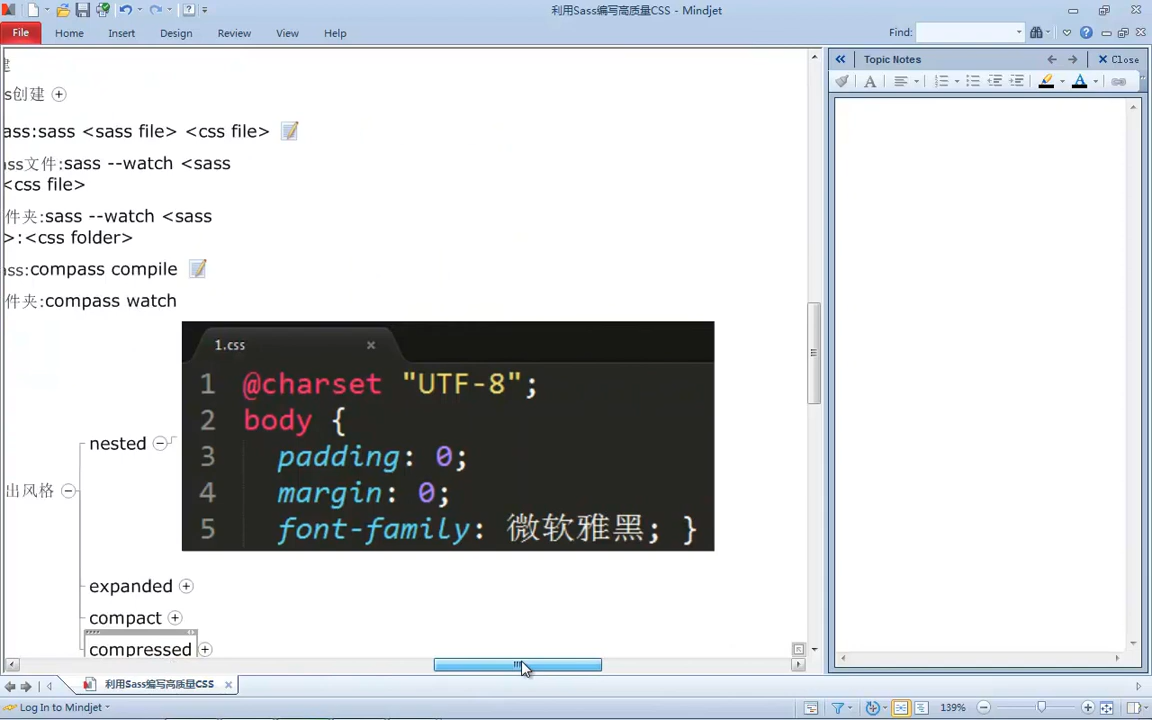 利用Sass编写高质量CSS - Mindjet
File Home Insert Design Review View Help Find:
Topic Notes Close
建
s创建
ass:sass <sass file> <css file>
ass文件:sass --watch <sass
<css file>
件夹:sass --watch <sass
>:<css folder>
ass:compass compile
件夹:compass watch
1.css
1 @charset "UTF-8";
2 body {
3 padding: 0;
4 margin: 0;
5 font-family: 微软雅黑; }
nested
出风格
expanded
compact
compressed
利用Sass编写高质量CSS
Log In to Mindjet
139%